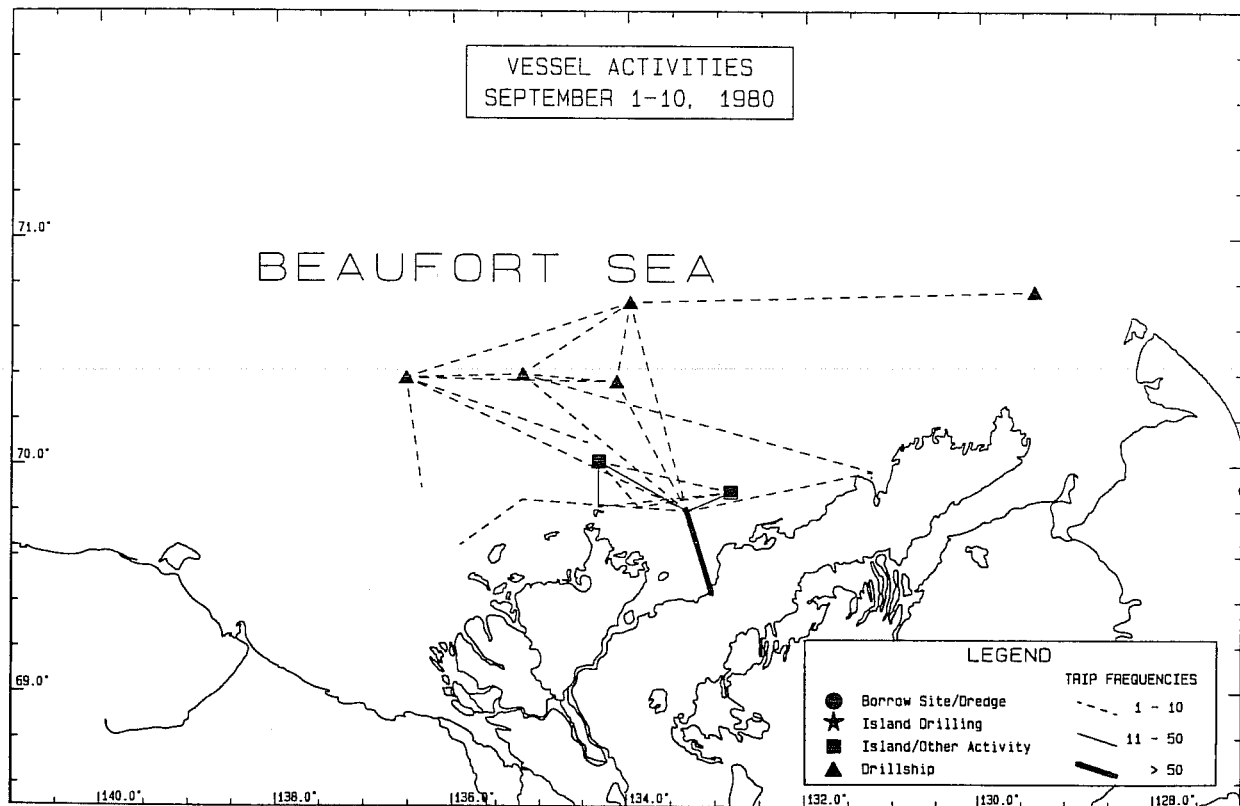 VESSEL ACTIVITIES
SEPTEMBER 1-10, 1980
71.0°
BEAUFORT SEA
70.0°
69.0°
LEGEND
TRIP FREQUENCIES
Borrow Site/Dredge
1 - 10
Island Drilling
11 - 50
Island/Other Activity
Drillship
> 50
140.0°
138.0°
136.0°
134.0°
132.0°
130.0°
128.0°